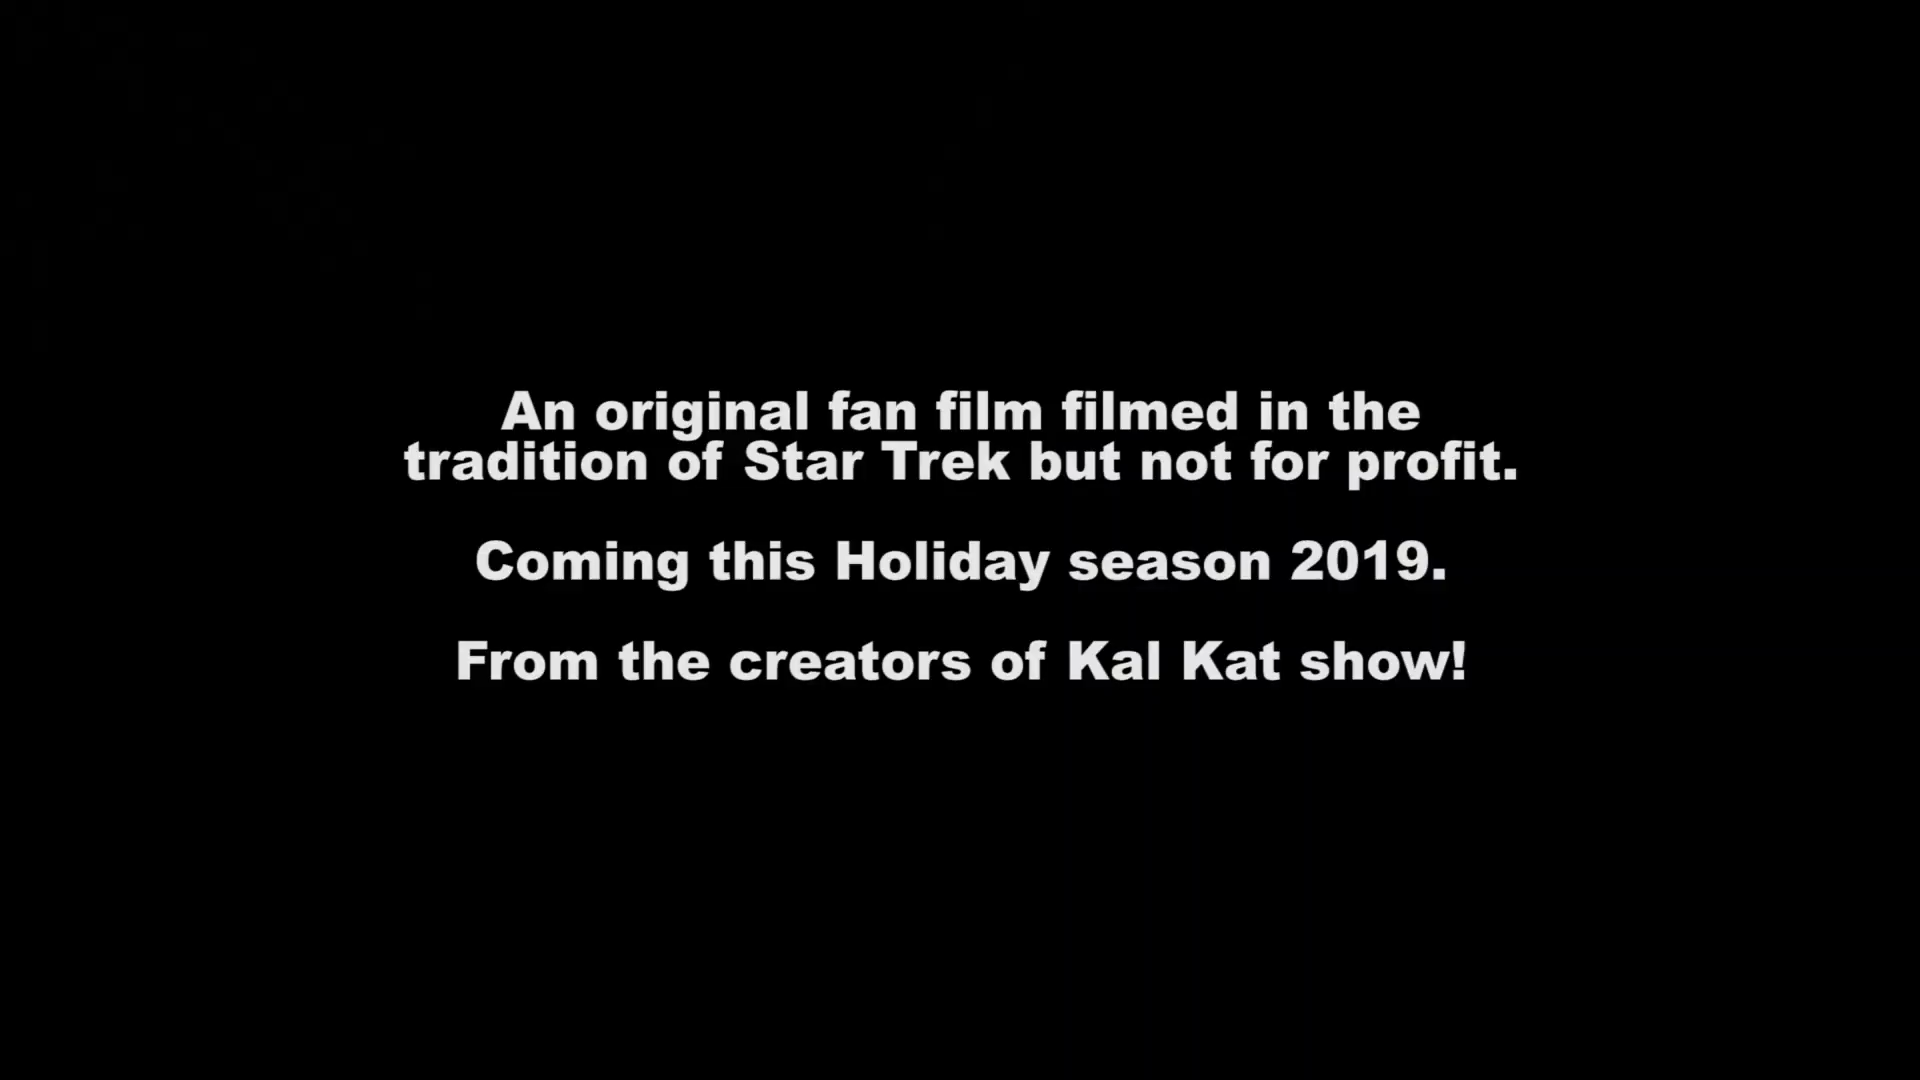 An original fan film filmed in the
tradition of Star Trek but not for profit.
Coming this Holiday season 2019.
From the creators of Kal Kat show!